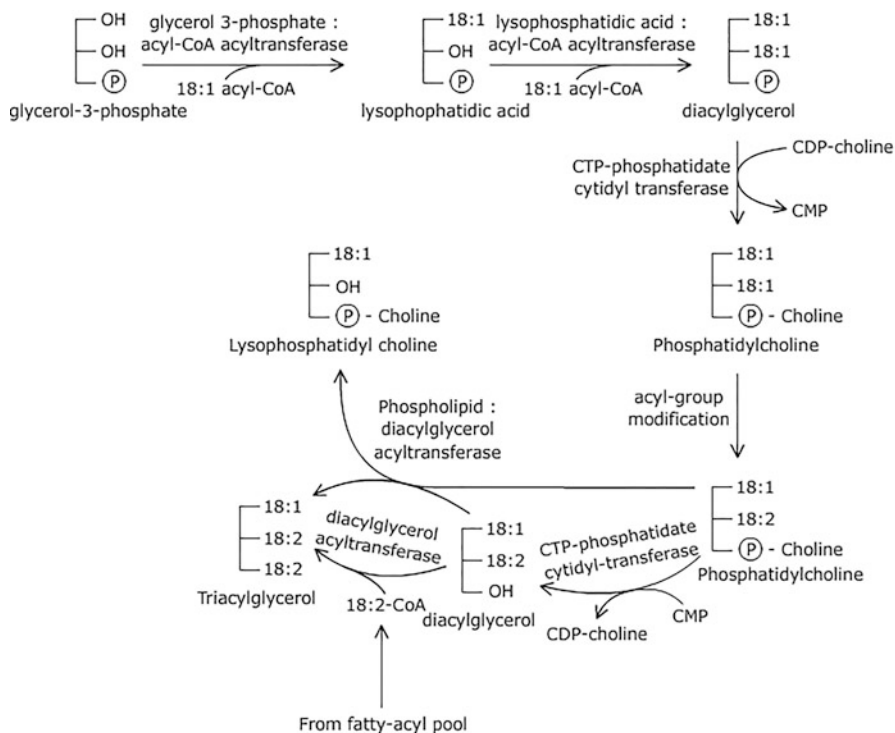 OH
OH
P
glycerol-3-phosphate
glycerol 3-phosphate :
acyl-CoA acyltransferase
18:1 acyl-CoA
18:1
OH
P
lysophophatidic acid
lysophosphatidic acid :
acyl-CoA acyltransferase
18:1 acyl-CoA
18:1
18:1
P
diacylglycerol
CTP-phosphatidate
cytidyl transferase
CDP-choline
CMP
18:1
18:1
P - Choline
Phosphatidylcholine
acyl-group
modification
18:1
OH
P - Choline
Lysophosphatidyl choline
Phospholipid :
diacylglycerol
acyltransferase
18:1
18:2
P - Choline
Phosphatidylcholine
CTP-phosphatidate
cytidyl-transferase
CMP
CDP-choline
18:1
18:2
OH
diacylglycerol
diacylglycerol
acyltransferase
18:1
18:2
18:2
Triacylglycerol
18:2-CoA
From fatty-acyl pool